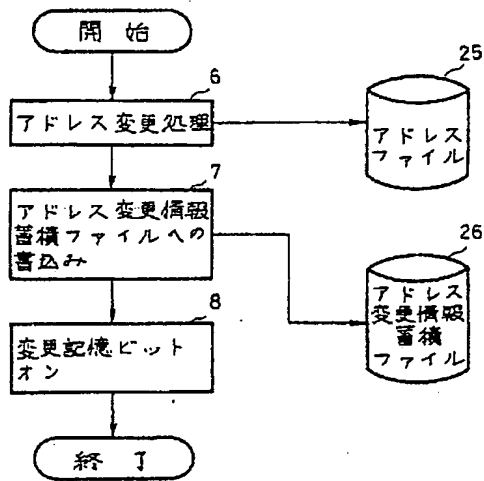 開始
6
アドレス変更処理
25
アドレス
ファイル
7
アドレス変更情報
蓄積ファイルへの
書込み
26
アドレス
変更情報
蓄積
ファイル
8
変更記憶ビット
オン
終了